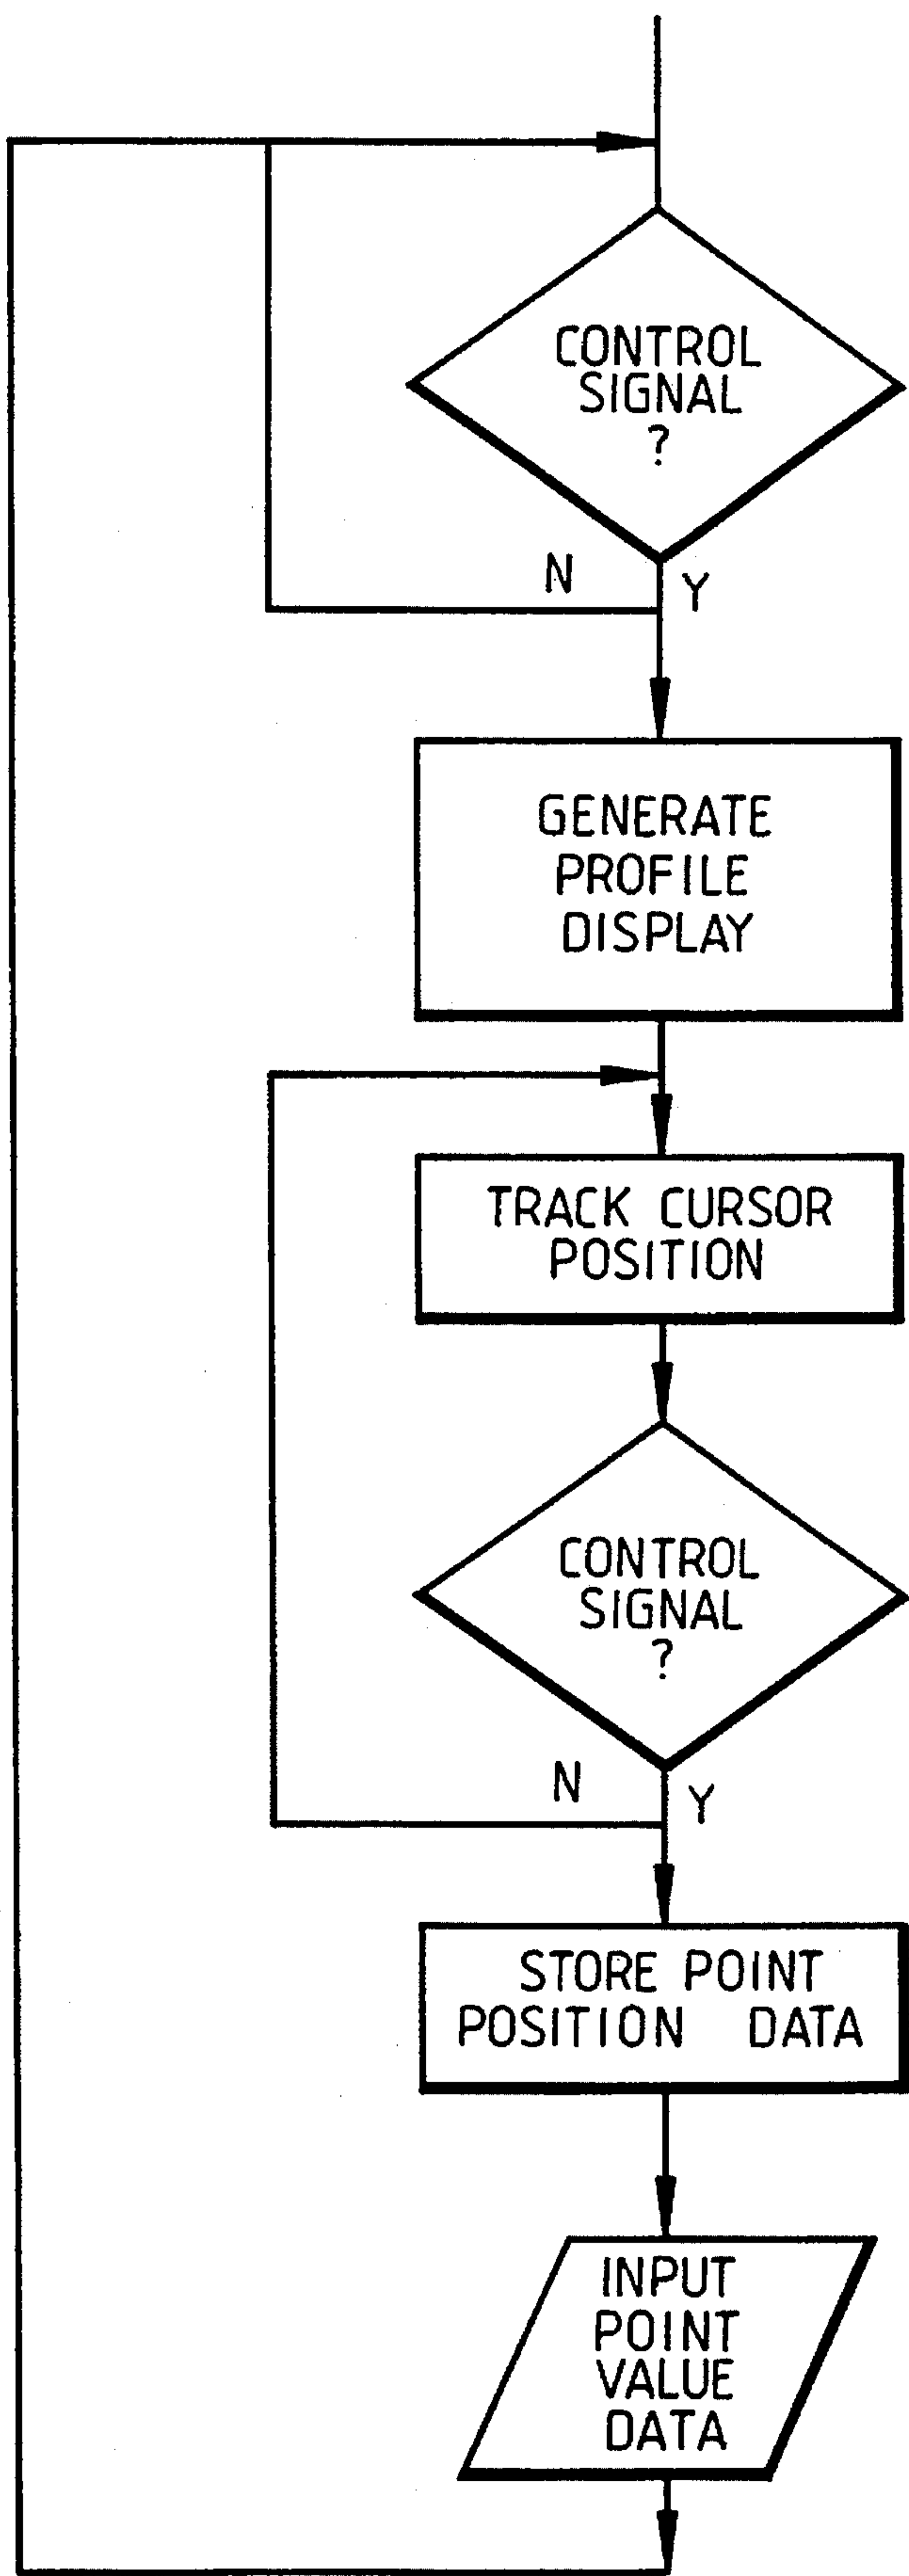 CONTROL
SIGNAL
?
N
Y
GENERATE
PROFILE
DISPLAY
TRACK CURSOR
POSITION
CONTROL
SIGNAL
?
N
Y
STORE POINT
POSITION DATA
INPUT
POINT
VALUE
DATA